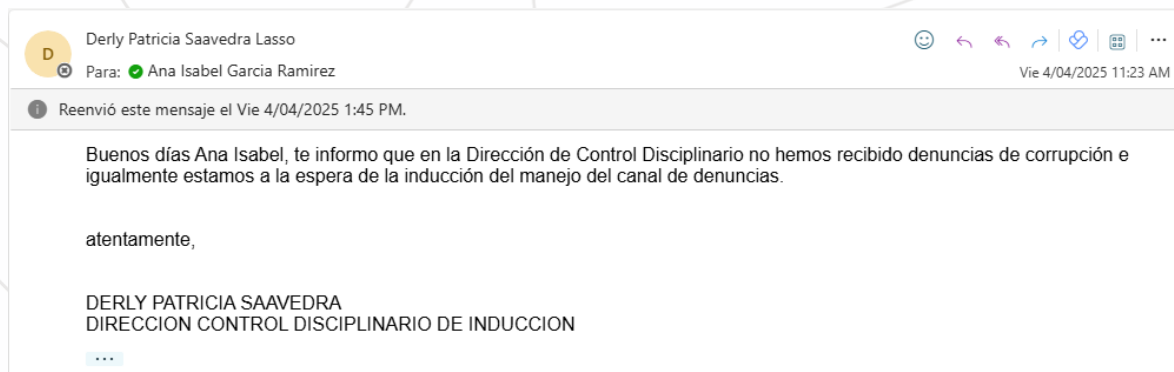 D
Derly Patricia Saavedra Lasso
Para: Ana Isabel Garcia Ramirez
Vie 4/04/2025 11:23 AM
Reenvió este mensaje el Vie 4/04/2025 1:45 PM.
Buenos días Ana Isabel, te informo que en la Dirección de Control Disciplinario no hemos recibido denuncias de corrupción e
igualmente estamos a la espera de la inducción del manejo del canal de denuncias.
atentamente,
DERLY PATRICIA SAAVEDRA
DIRECCION CONTROL DISCIPLINARIO DE INDUCCION
...